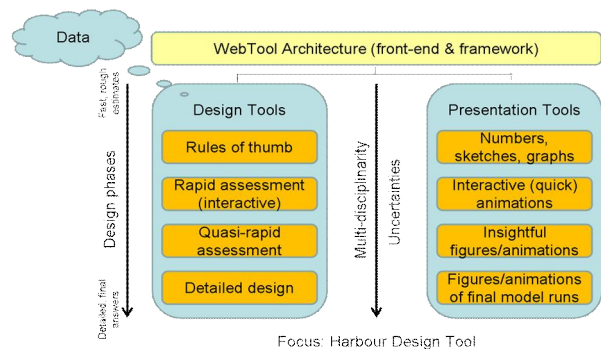 Data
WebTool Architecture (front-end & framework)
Fast, rough
estimates
Design phases
Detailed, final
answers
Design Tools
Rules of thumb
Rapid assessment
(interactive)
Quasi-rapid
assessment
Detailed design
Multi-disciplinarity
Uncertainties
Presentation Tools
Numbers,
sketches, graphs
Interactive (quick)
animations
Insightful
figures/animations
Figures/animations
of final model runs
Focus: Harbour Design Tool